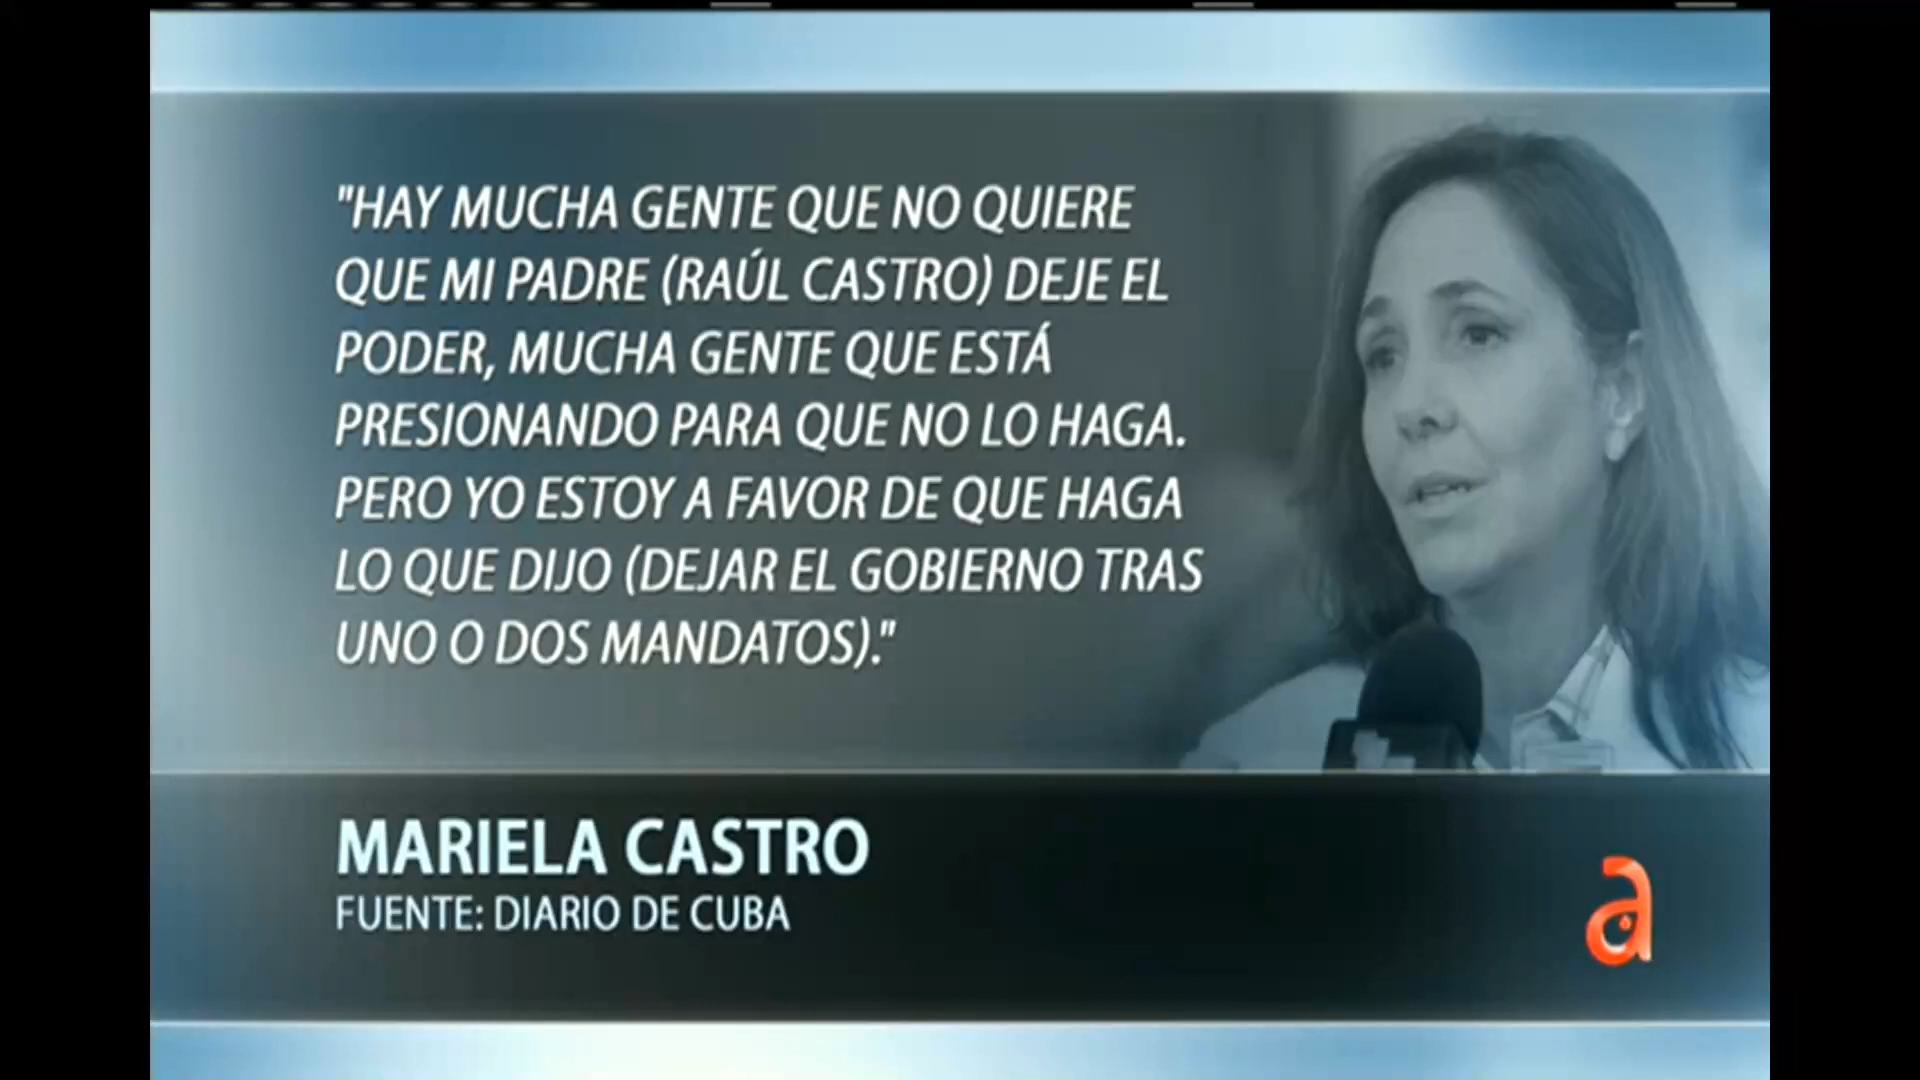 "HAY MUCHA GENTE QUE NO QUIERE
QUE MI PADRE (RAÚL CASTRO) DEJE EL
PODER, MUCHA GENTE QUE ESTÁ
PRESIONANDO PARA QUE NO LO HAGA.
PERO YO ESTOY A FAVOR DE QUE HAGA
LO QUE DIJO (DEJAR EL GOBIERNO TRAS
UNO O DOS MANDATOS)."
MARIELA CASTRO
FUENTE: DIARIO DE CUBA
a